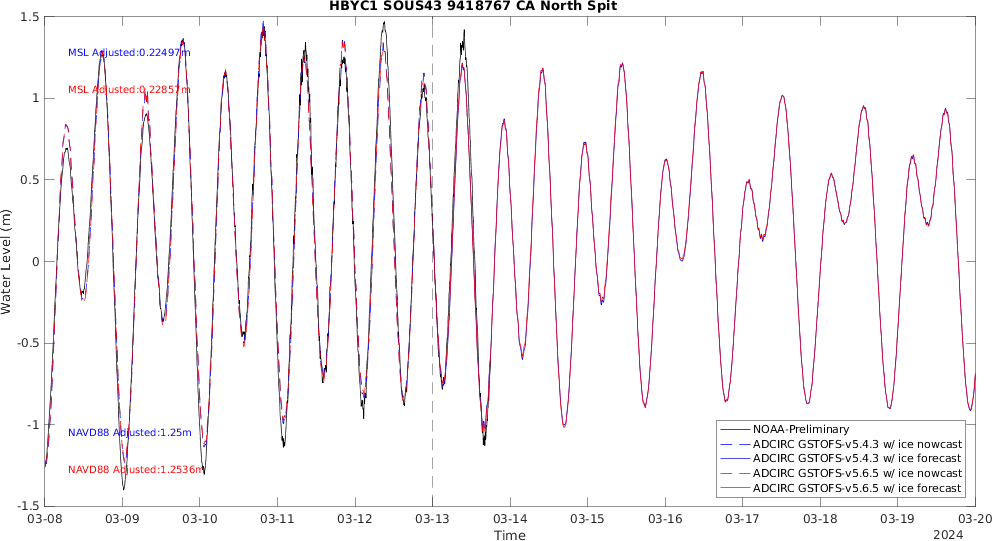 HBYC1 SOUS43 9418767 CA North Spit
1.5
1
0.5
0
-0.5
-1
-1.5
Water Level (m)
MSL Adjusted:0.22497m
MSL Adjusted:0.22857m
NAVD88 Adjusted:1.25m
NAVD88 Adjusted:1.2536m
NOAA-Preliminary
ADCIRC GSTOFS-v5.4.3 w/ ice nowcast
ADCIRC GSTOFS-v5.4.3 w/ ice forecast
ADCIRC GSTOFS-v5.6.5 w/ ice nowcast
ADCIRC GSTOFS-v5.6.5 w/ ice forecast
03-08 03-09 03-10 03-11 03-12 03-13 03-14 03-15 03-16 03-17 03-18 03-19 03-20
Time
2024